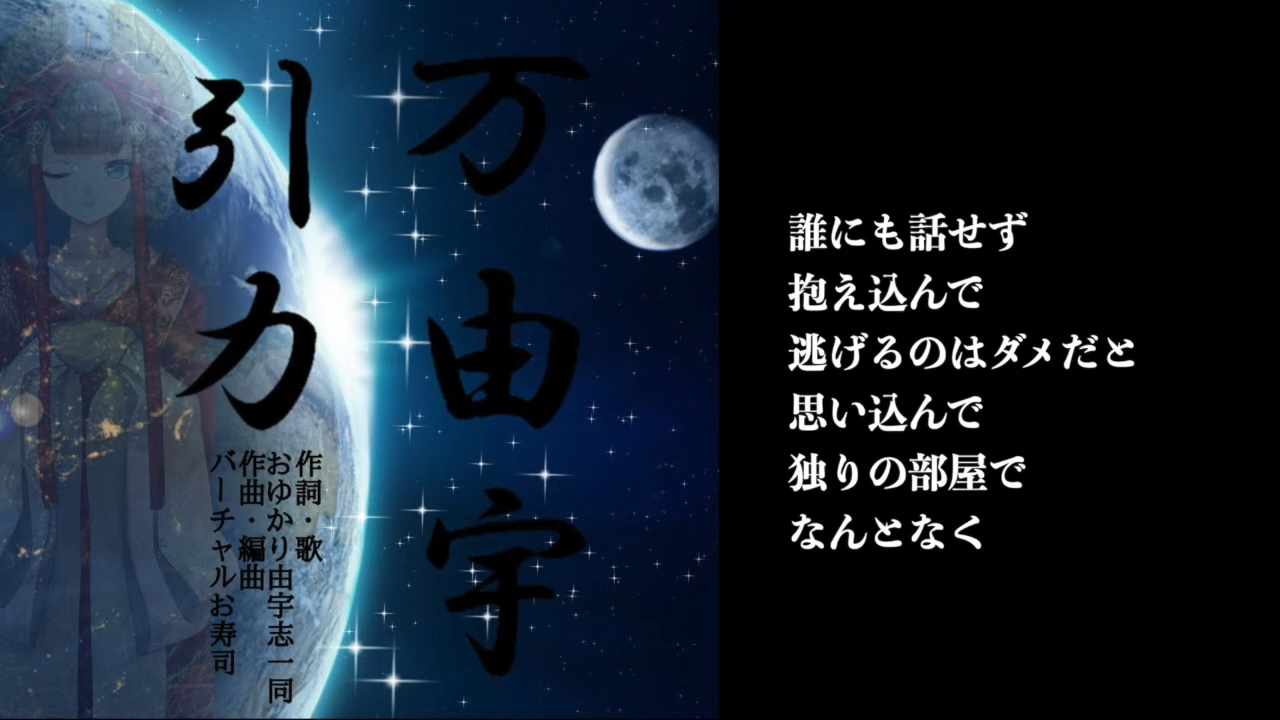 万由宇
引力
作詞・歌
おゆかり由宇志一同
作曲・編曲
バーチャルお寿司
誰にも話せず
抱え込んで
逃げるのはダメだと
思い込んで
独りの部屋で
なんとなく